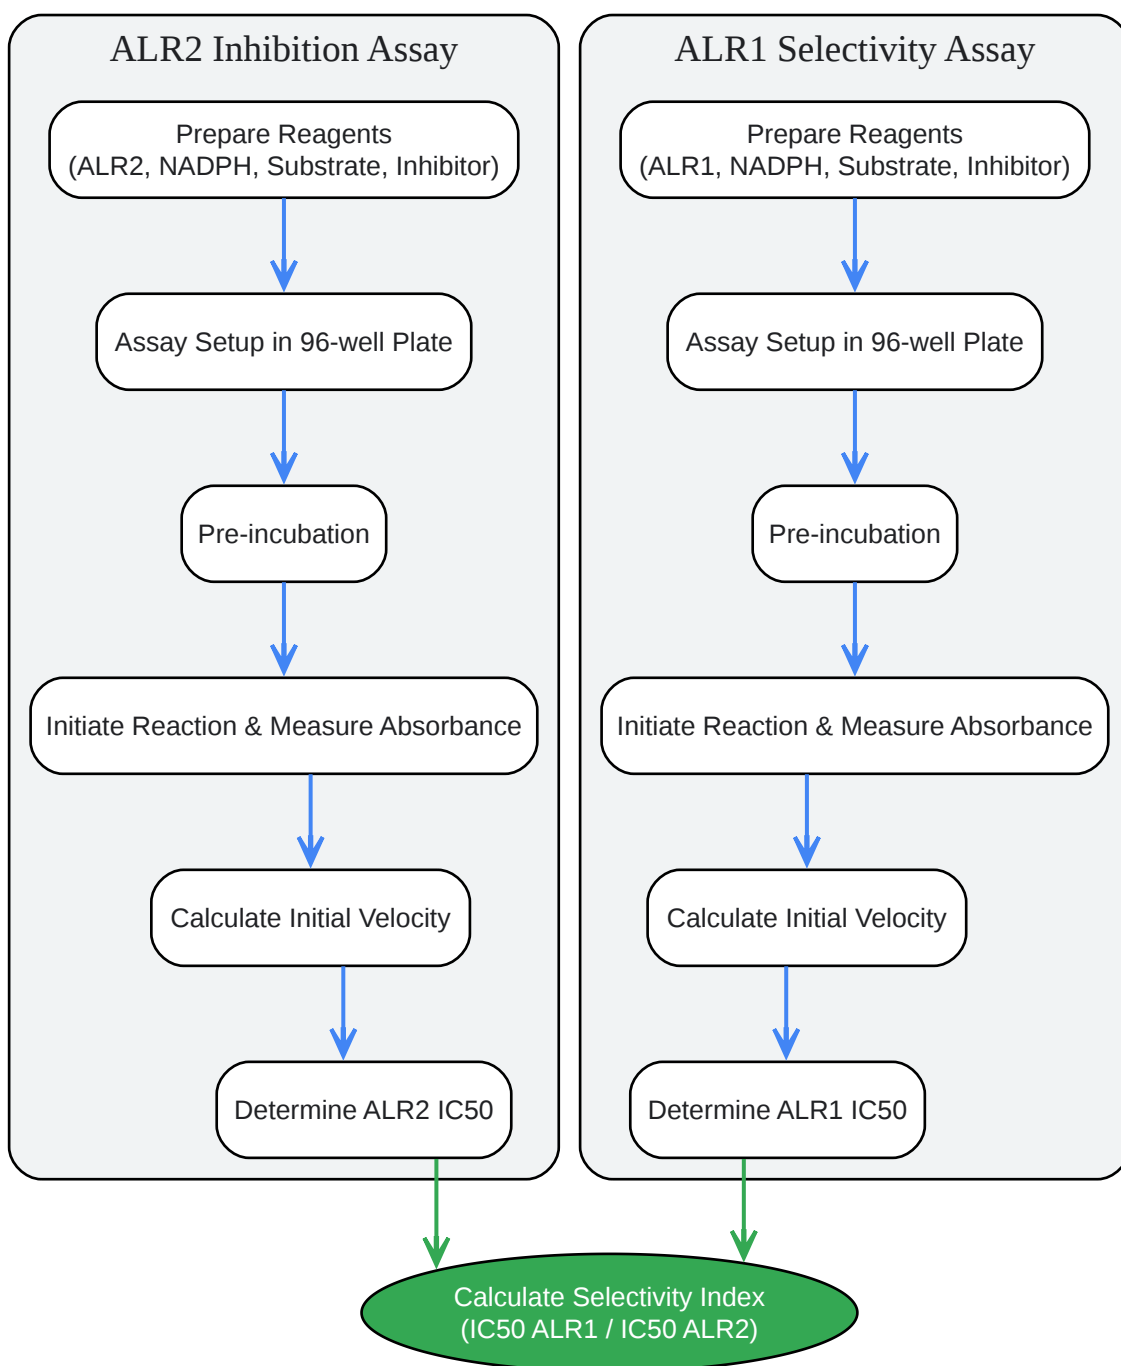 ALR2 Inhibition Assay
Prepare Reagents
(ALR2, NADPH, Substrate, Inhibitor)
Assay Setup in 96-well Plate
Pre-incubation
Initiate Reaction & Measure Absorbance
Calculate Initial Velocity
Determine ALR2 IC50
ALR1 Selectivity Assay
Prepare Reagents
(ALR1, NADPH, Substrate, Inhibitor)
Assay Setup in 96-well Plate
Pre-incubation
Initiate Reaction & Measure Absorbance
Calculate Initial Velocity
Determine ALR1 IC50
Calculate Selectivity Index
(IC50 ALR1 / IC50 ALR2)